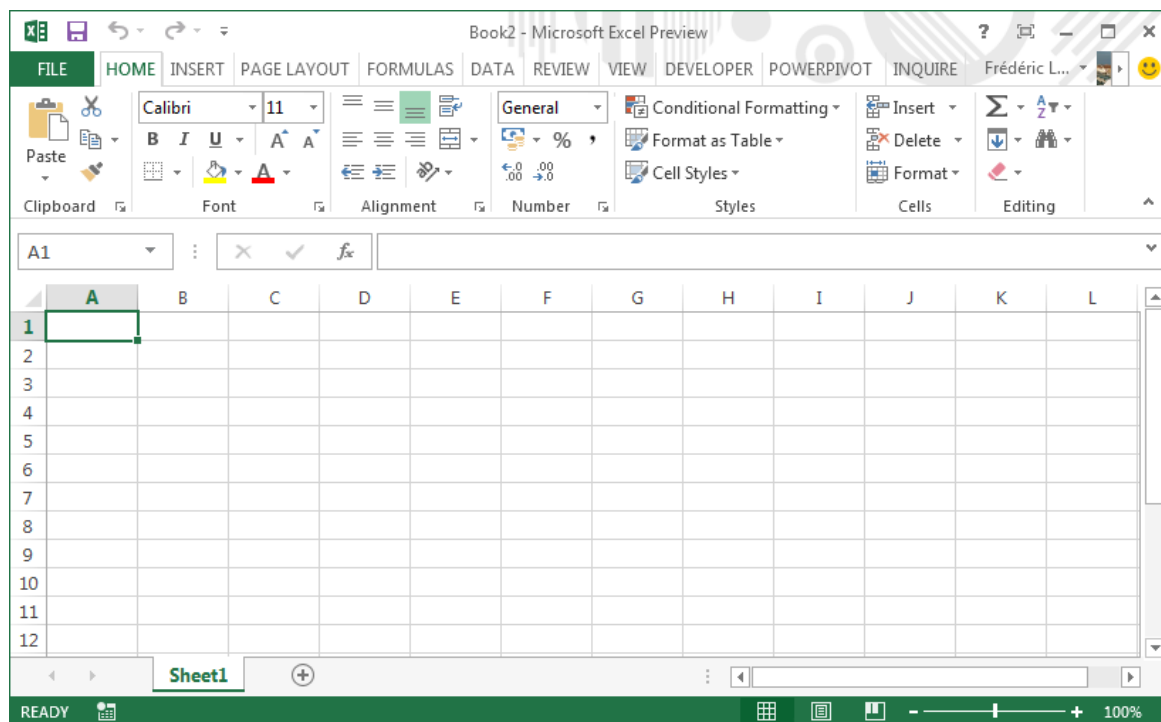 Book2 - Microsoft Excel Preview ?
FILE HOME INSERT PAGE LAYOUT FORMULAS DATA REVIEW VIEW DEVELOPER POWERPIVOT INQUIRE Frédéric L...
Calibri 11 General Conditional Formatting Insert
Paste B I U A A % , Format as Table Delete
A .00 .0 Cell Styles Format
Clipboard Font Alignment Number Styles Cells Editing
A1 fx
A B C D E F G H I J K L
1
2
3
4
5
6
7
8
9
10
11
12
Sheet1
READY 100%